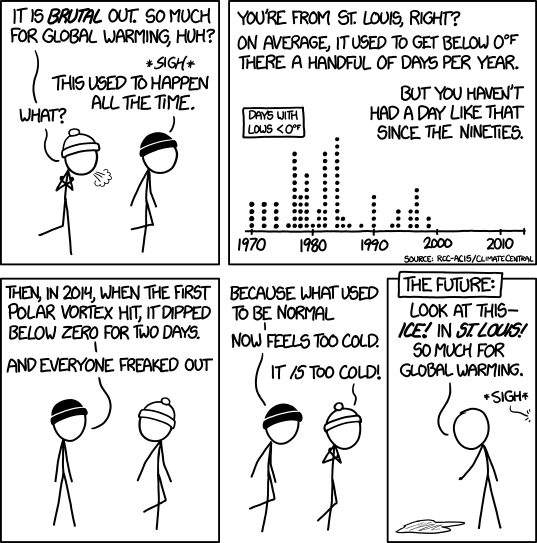 IT IS BRUTAL OUT. SO MUCH
FOR GLOBAL WARMING, HUH?
*SIGH*
THIS USED TO HAPPEN
ALL THE TIME.
WHAT?
YOU'RE FROM ST. LOUIS, RIGHT?
ON AVERAGE, IT USED TO GET BELOW 0°F
THERE A HANDFUL OF DAYS PER YEAR.
BUT YOU HAVEN'T
HAD A DAY LIKE THAT
SINCE THE NINETIES.
DAYS WITH
LOWS < 0°F
1970 1980 1990 2000 2010
SOURCE: RCC-ACIS/CLIMATECENTRAL
THEN, IN 2014, WHEN THE FIRST
POLAR VORTEX HIT, IT DIPPED
BELOW ZERO FOR TWO DAYS.
AND EVERYONE FREAKED OUT
BECAUSE WHAT USED
TO BE NORMAL
NOW FEELS TOO COLD.
IT IS TOO COLD!
THE FUTURE:
LOOK AT THIS—
ICE! IN ST. LOUIS!
SO MUCH FOR
GLOBAL WARMING.
*SIGH*